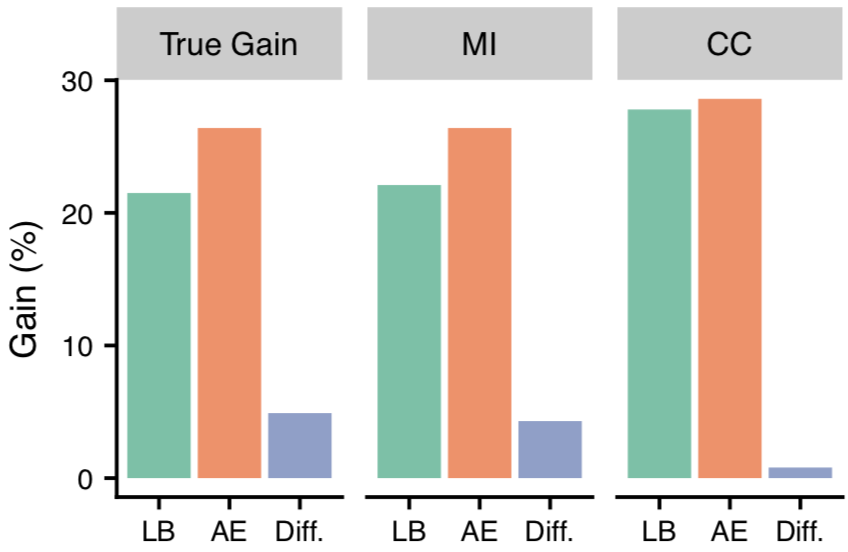 True Gain MI CC
Gain (%)
30
20
10
0
LB AE Diff. LB AE Diff. LB AE Diff.